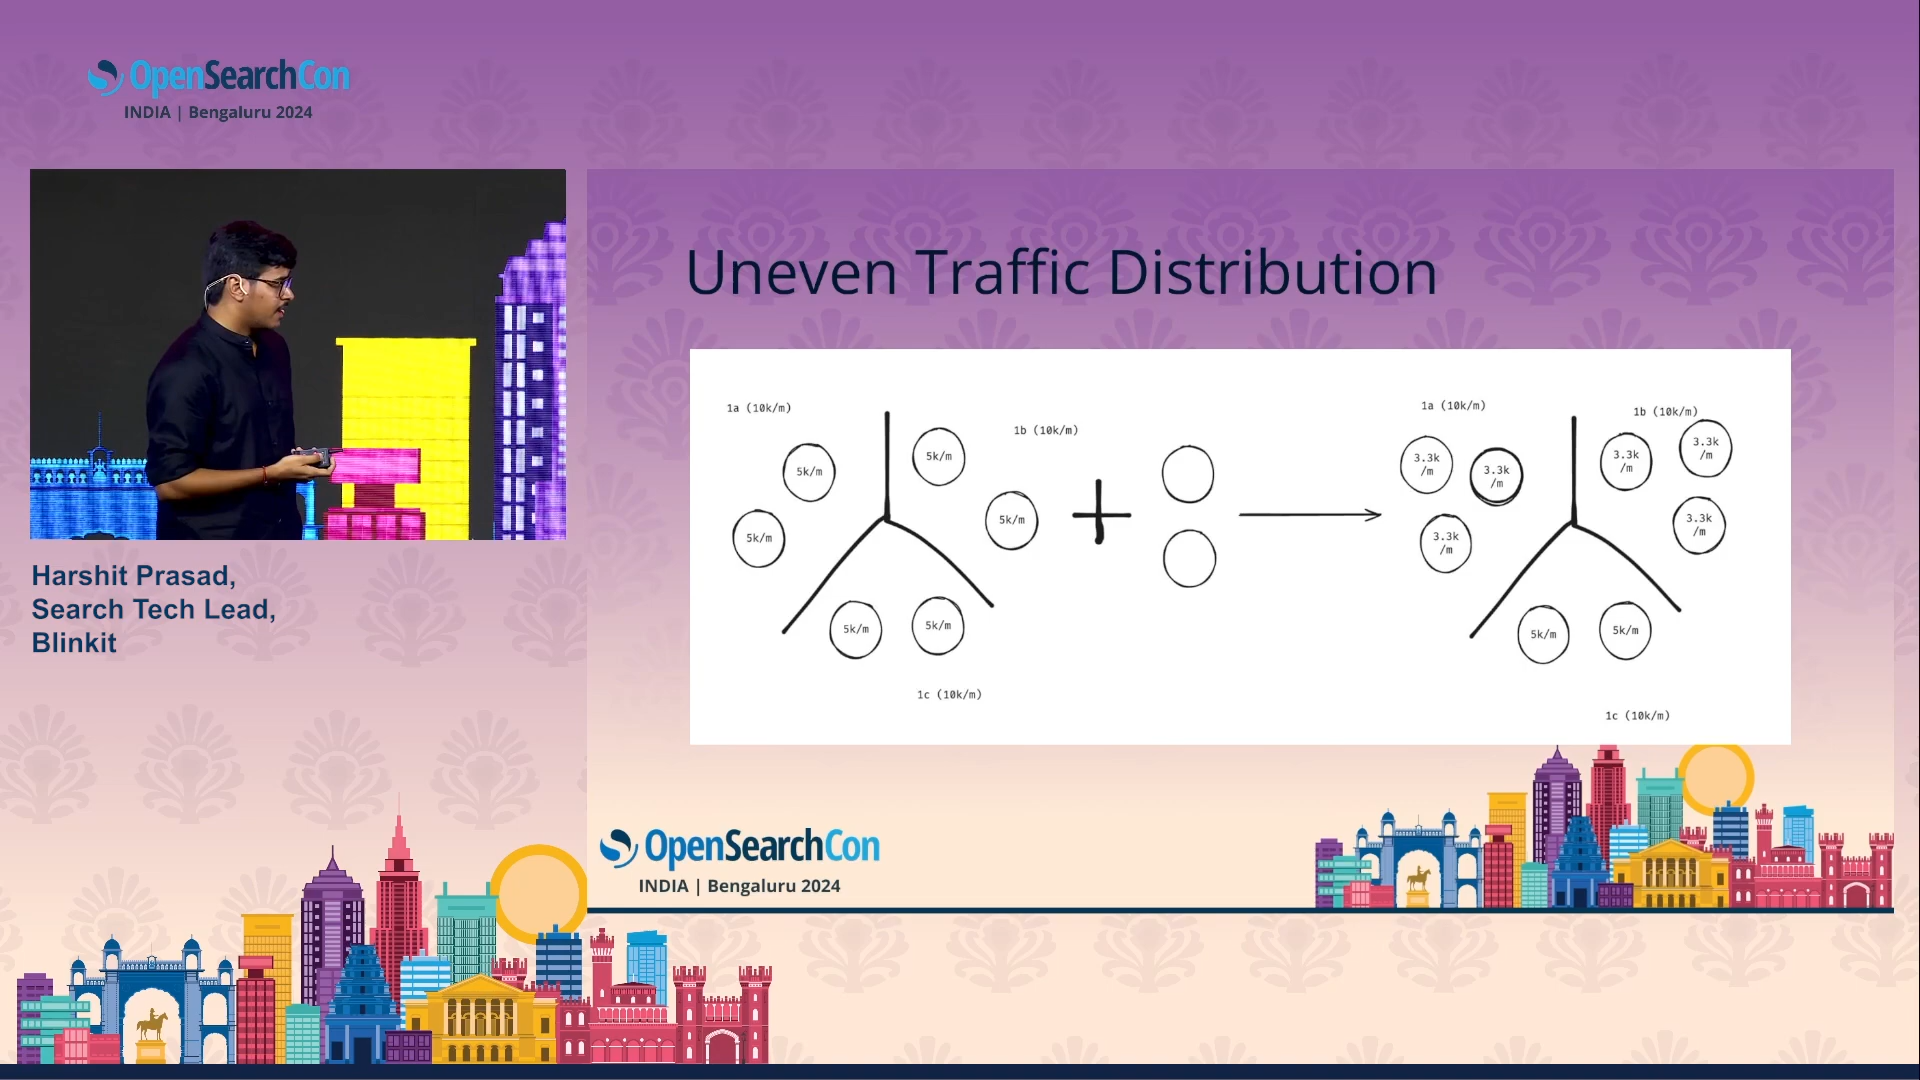 OpenSearchCon
INDIA | Bengaluru 2024
Harshit Prasad,
Search Tech Lead,
Blinkit
Uneven Traffic Distribution
1a (10k/m)
1b (10k/m)
5k/m
5k/m
5k/m
5k/m
5k/m
5k/m
1c (10k/m)
1a (10k/m)
1b (10k/m)
3.3k
/m
3.3k
/m
3.3k
/m
3.3k
/m
3.3k
/m
3.3k
/m
5k/m
5k/m
1c (10k/m)
OpenSearchCon
INDIA | Bengaluru 2024